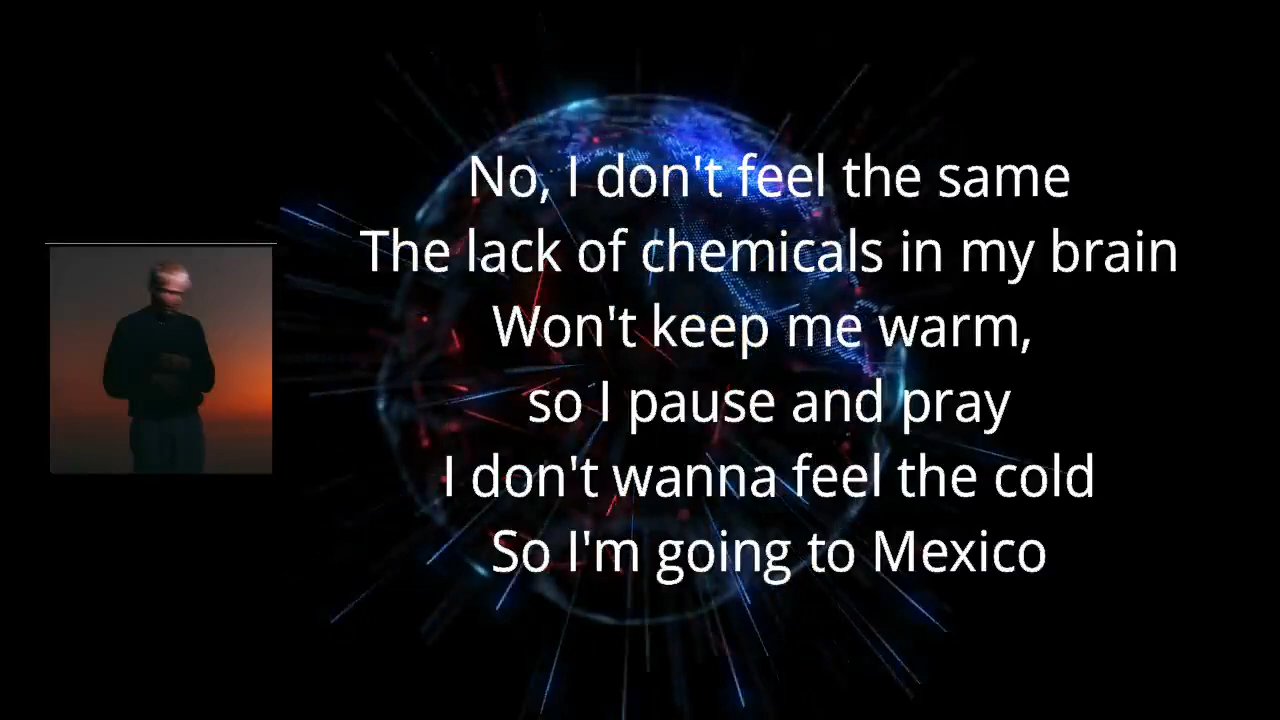 No, I don't feel the same
The lack of chemicals in my brain
Won't keep me warm,
so I pause and pray
I don't wanna feel the cold
So I'm going to Mexico